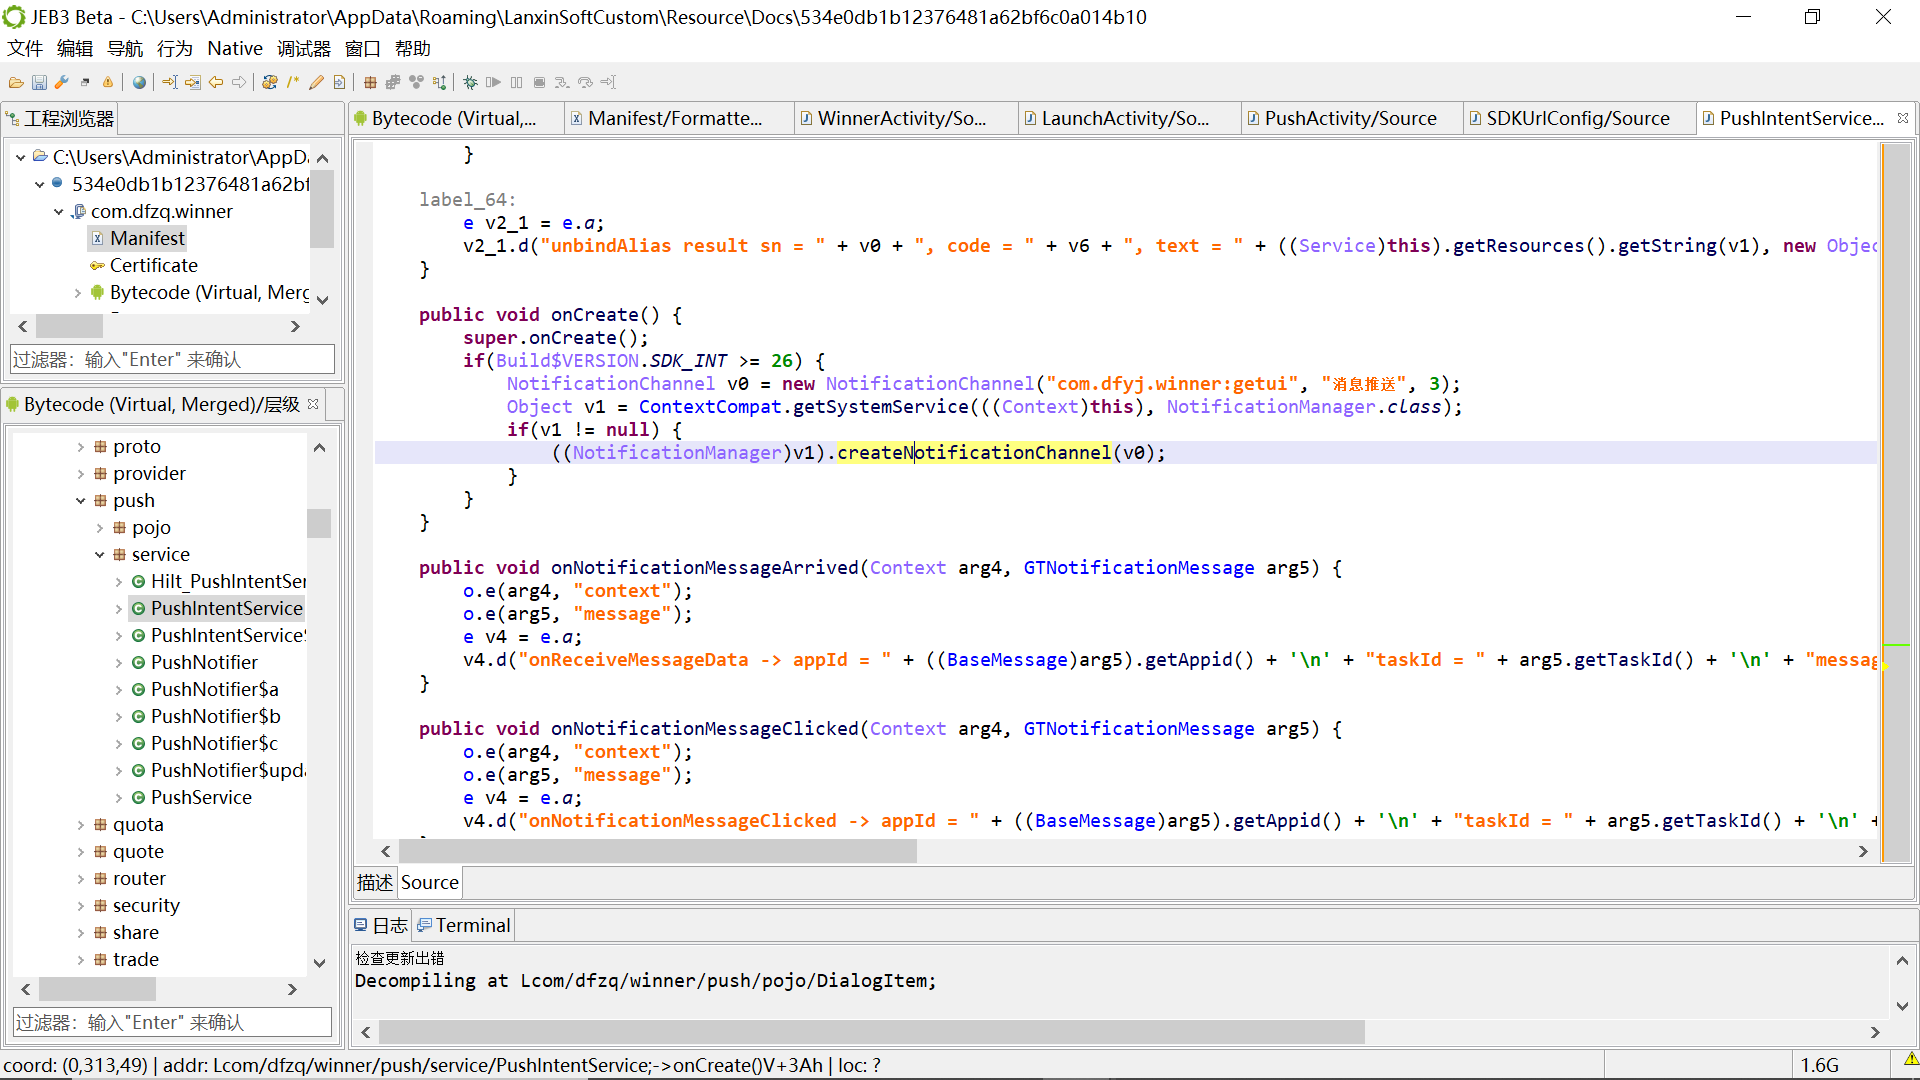 JEB3 Beta - C:\Users\Administrator\AppData\Roaming\LanxinSoftCustom\Resource\Docs\534e0db1b12376481a62bf6c0a014b10
文件 编辑 导航 行为 Native 调试器 窗口 帮助
工程浏览器
C:\Users\Administrator\AppDa
534e0db1b12376481a62bf
com.dfzq.winner
Manifest
Certificate
Bytecode (Virtual, Merg
过滤器: 输入"Enter" 来确认
Bytecode (Virtual, Merged)/层级
proto
provider
push
pojo
service
Hilt_PushIntentSer
PushIntentService
PushIntentService$
PushNotifier
PushNotifier$a
PushNotifier$b
PushNotifier$c
PushNotifier$upda
PushService
quota
quote
router
security
share
trade
过滤器: 输入"Enter" 来确认
Bytecode (Virtual,... Manifest/Formatte... WinnerActivity/So... LaunchActivity/So... PushActivity/Source SDKUrlConfig/Source PushIntentService...
}
label_64:
e v2_1 = e.a;
v2_1.d("unbindAlias result sn = " + v0 + ", code = " + v6 + ", text = " + ((Service)this).getResources().getString(v1), new Objec
}
public void onCreate() {
super.onCreate();
if(Build$VERSION.SDK_INT >= 26) {
NotificationChannel v0 = new NotificationChannel("com.dfyj.winner:getui", "消息推送", 3);
Object v1 = ContextCompat.getSystemService(((Context)this), NotificationManager.class);
if(v1 != null) {
((NotificationManager)v1).createNotificationChannel(v0);
}
}
}
public void onNotificationMessageArrived(Context arg4, GTNotificationMessage arg5) {
o.e(arg4, "context");
o.e(arg5, "message");
e v4 = e.a;
v4.d("onReceiveMessageData -> appId = " + ((BaseMessage)arg5).getAppid() + '\n' + "taskId = " + arg5.getTaskId() + '\n' + "messag
}
public void onNotificationMessageClicked(Context arg4, GTNotificationMessage arg5) {
o.e(arg4, "context");
o.e(arg5, "message");
e v4 = e.a;
v4.d("onNotificationMessageClicked -> appId = " + ((BaseMessage)arg5).getAppid() + '\n' + "taskId = " + arg5.getTaskId() + '\n' +
描述 Source
日志 Terminal
检查更新出错
Decompiling at Lcom/dfzq/winner/push/pojo/DialogItem;
coord: (0,313,49) | addr: Lcom/dfzq/winner/push/service/PushIntentService;->onCreate()V+3Ah | loc: ?
1.6G